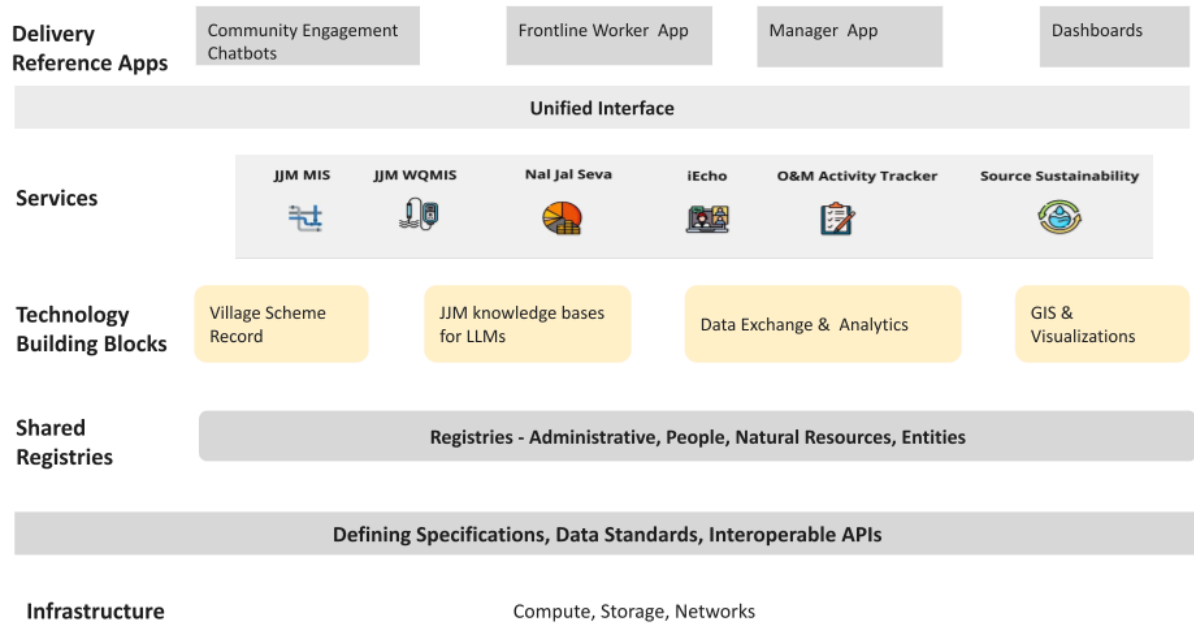 Delivery
Reference Apps
Community Engagement
Chatbots
Frontline Worker App
Manager App
Dashboards
Unified Interface
Services
JJM MIS
JJM WQMIS
Nal Jal Seva
iEcho
O&M Activity Tracker
Source Sustainability
Technology
Building Blocks
Village Scheme
Record
JJM knowledge bases
for LLMs
Data Exchange & Analytics
GIS &
Visualizations
Shared
Registries
Registries - Administrative, People, Natural Resources, Entities
Defining Specifications, Data Standards, Interoperable APIs
Infrastructure
Compute, Storage, Networks